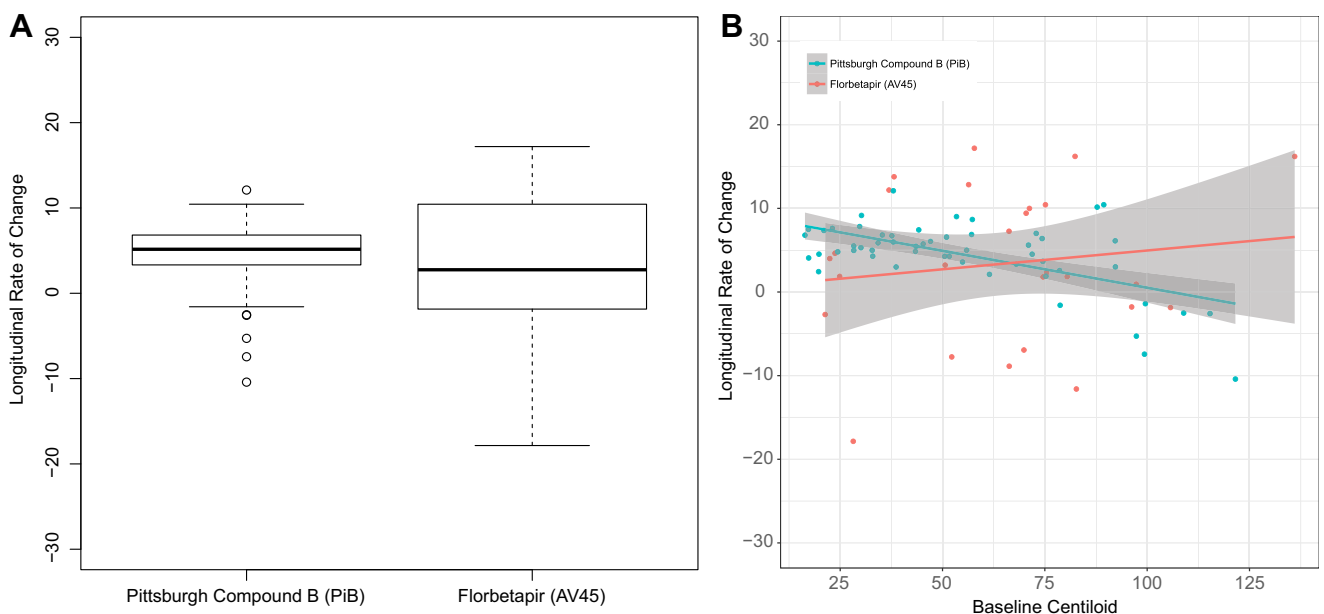 A
Longitudinal Rate of Change
30
20
10
0
−10
−20
−30
Pittsburgh Compound B (PiB)
Florbetapir (AV45)
B
Longitudinal Rate of Change
30
20
10
0
−10
−20
−30
Pittsburgh Compound B (PiB)
Florbetapir (AV45)
25
50
75
100
125
Baseline Centiloid